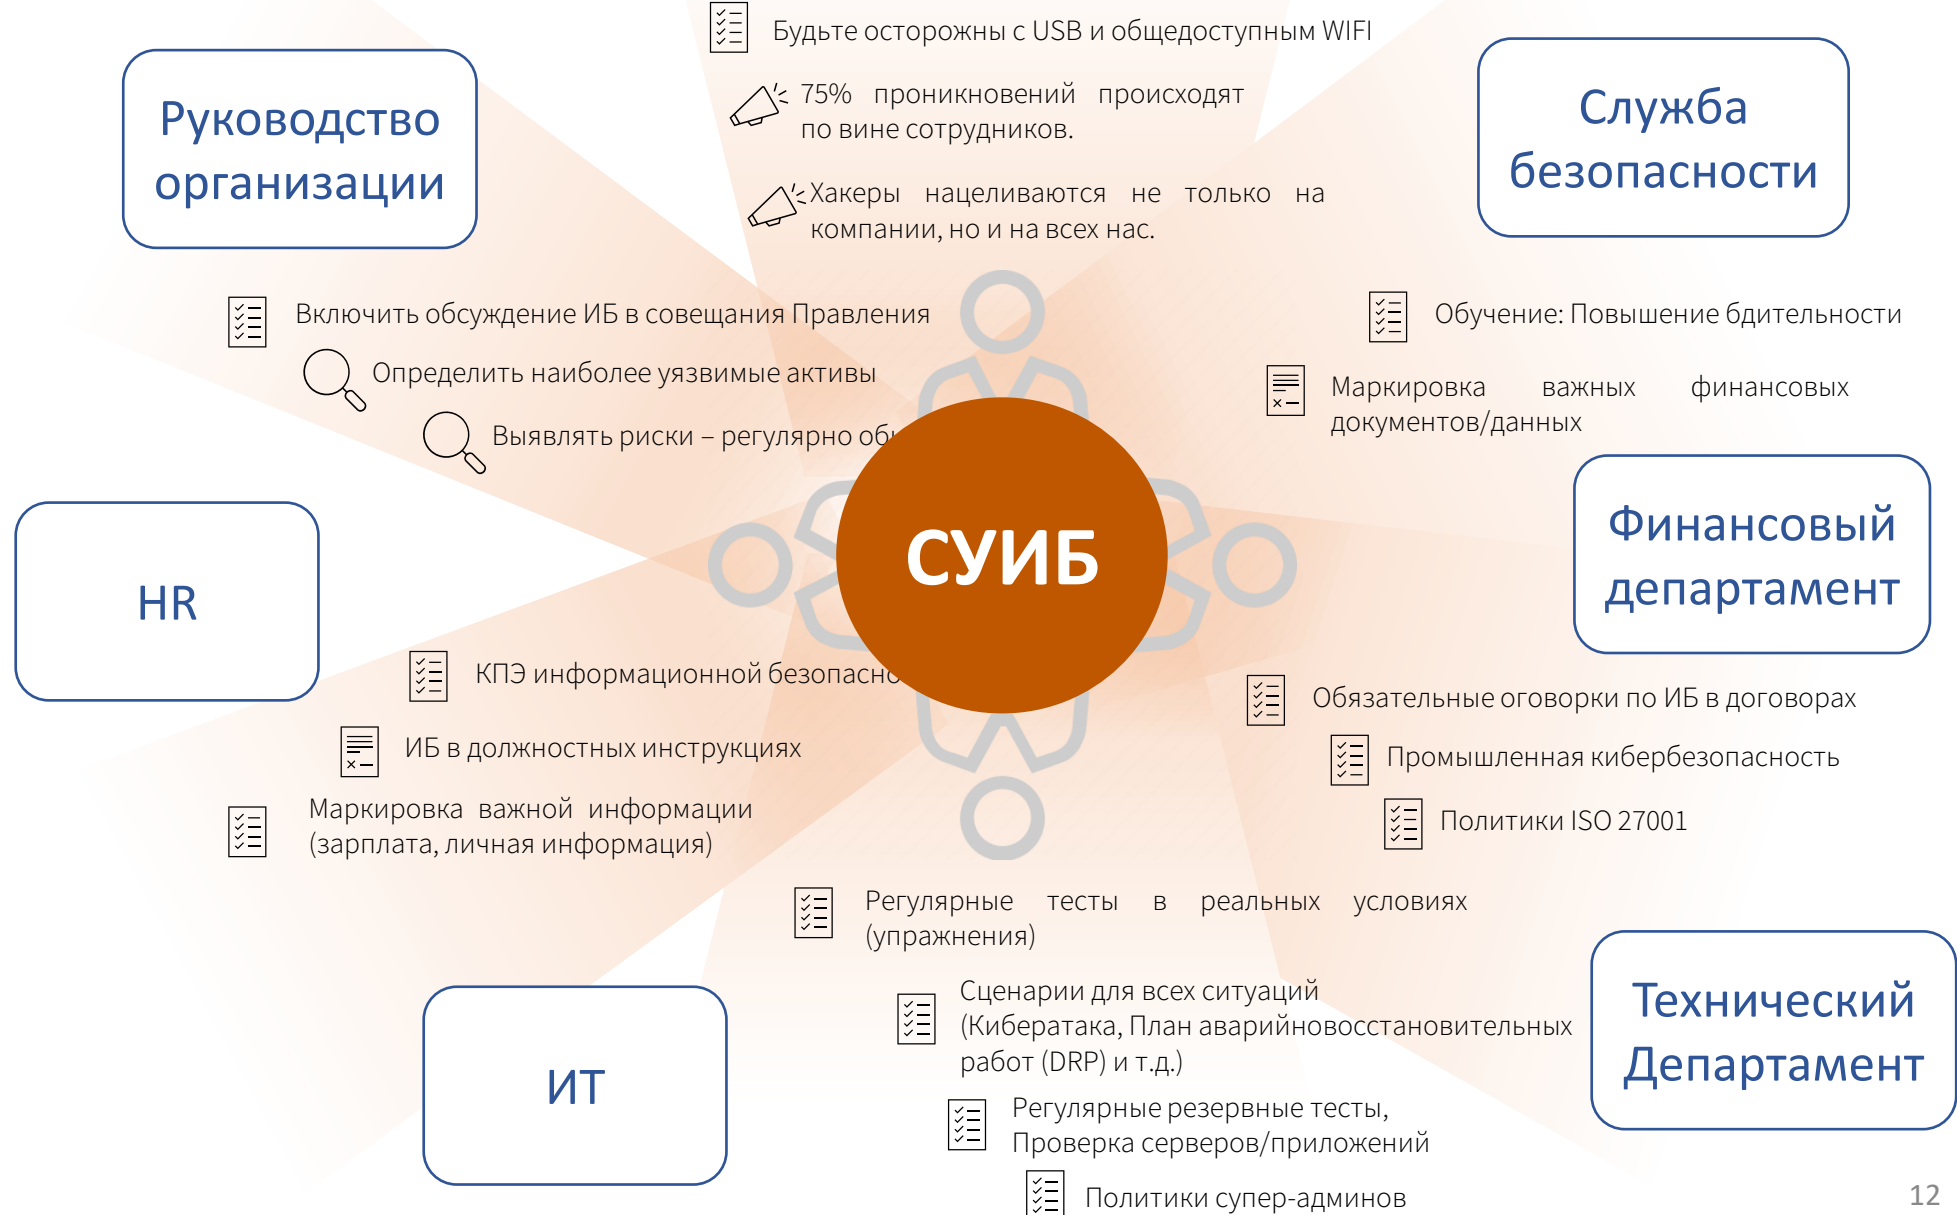 Будьте осторожны с USB и общедоступным WIFI
75% проникновений происходят
по вине сотрудников.
Хакеры нацеливаются не только на
компании, но и на всех нас.
Руководство
организации
Служба
безопасности
Включить обсуждение ИБ в совещания Правления
Определить наиболее уязвимые активы
Выявлять риски – регулярно
Обучение: Повышение бдительности
Маркировка важных финансовых
документов/данных
СУИБ
Финансовый
департамент
HR
КПЭ информационной
ИБ в должностных инструкциях
Маркировка важной информации
(зарплата, личная информация)
Обязательные оговорки по ИБ в договорах
Промышленная кибербезопасность
Политики ISO 27001
Регулярные тесты в реальных условиях
(упражнения)
Сценарии для всех ситуаций
(Кибератака, План аварийновосстановительных
работ (DRP) и т.д.)
Регулярные резервные тесты,
Проверка серверов/приложений
Политики супер-админов
ИТ
Технический
Департамент
12